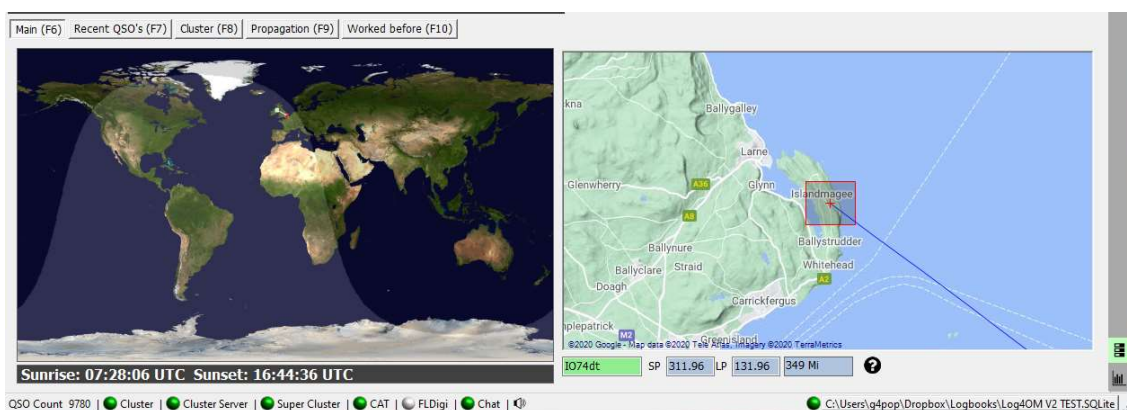 Main (F6) Recent QSO's (F7) Cluster (F8) Propagation (F9) Worked before (F10)
kna
Ballygalley
Larne
Glenwherry
A36
Glynn
Islandmagee
A8
Ballynure
Ballystrudder
Ballyclare
Straid
Whitehead
Doagh
A2
Carrickfergus
mplepatrick
M2
Greenisland
©2020 Google - Map data ©2020 Tele Atlas, Imagery ©2020 TerraMetrics
IO74dt SP 311.96 LP 131.96 349 Mi ?
Sunrise: 07:28:06 UTC Sunset: 16:44:36 UTC
QSO Count 9780 | Cluster | Cluster Server | Super Cluster | CAT | FLDigi | Chat | C:\Users\g4pop\Dropbox\Logbooks\Log4OM V2 TEST.SQLite